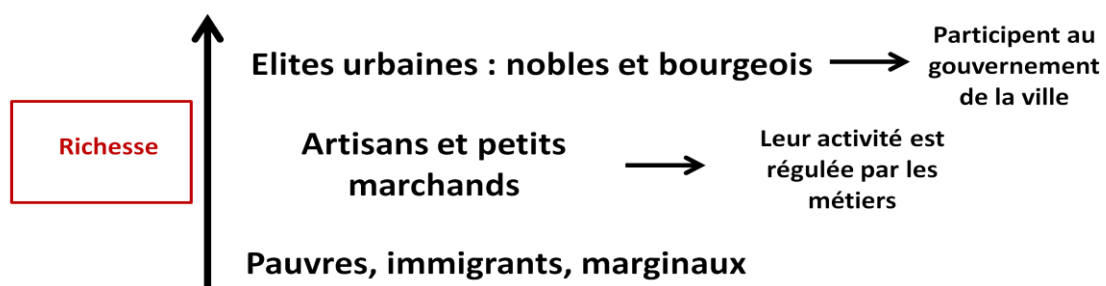 Participent au
gouvernement
de la ville
Elites urbaines : nobles et bourgeois
Richesse
Artisans et petits
marchands
Leur activité est
régulée par les
métiers
Pauvres, immigrants, marginaux